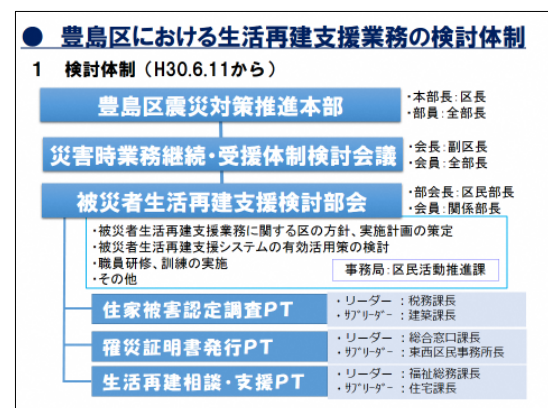 ● 豊島区における生活再建支援業務の検討体制
1 検討体制（H30.6.11から）
豊島区震災対策推進本部
・本部長：区長
・部員：全部長
災害時業務継続・受援体制検討会議
・会長：副区長
・会員：全部長
被災者生活再建支援検討部会
・部会長：区民部長
・会員：関係部長
・被災者生活再建支援業務に関する区の方針、実施計画の策定
・被災者生活再建支援システムの有効活用策の検討
・職員研修、訓練の実施
・その他
事務局：区民活動推進課
住家被害認定調査PT
・リーダー ：税務課長
・ｻﾌﾞﾘｰﾀﾞｰ ：建築課長
罹災証明書発行PT
・リーダー ：総合窓口課長
・ｻﾌﾞﾘｰﾀﾞｰ ：東西区民事務所長
生活再建相談・支援PT
・リーダー ：福祉総務課長
・ｻﾌﾞﾘｰﾀﾞｰ ：住宅課長